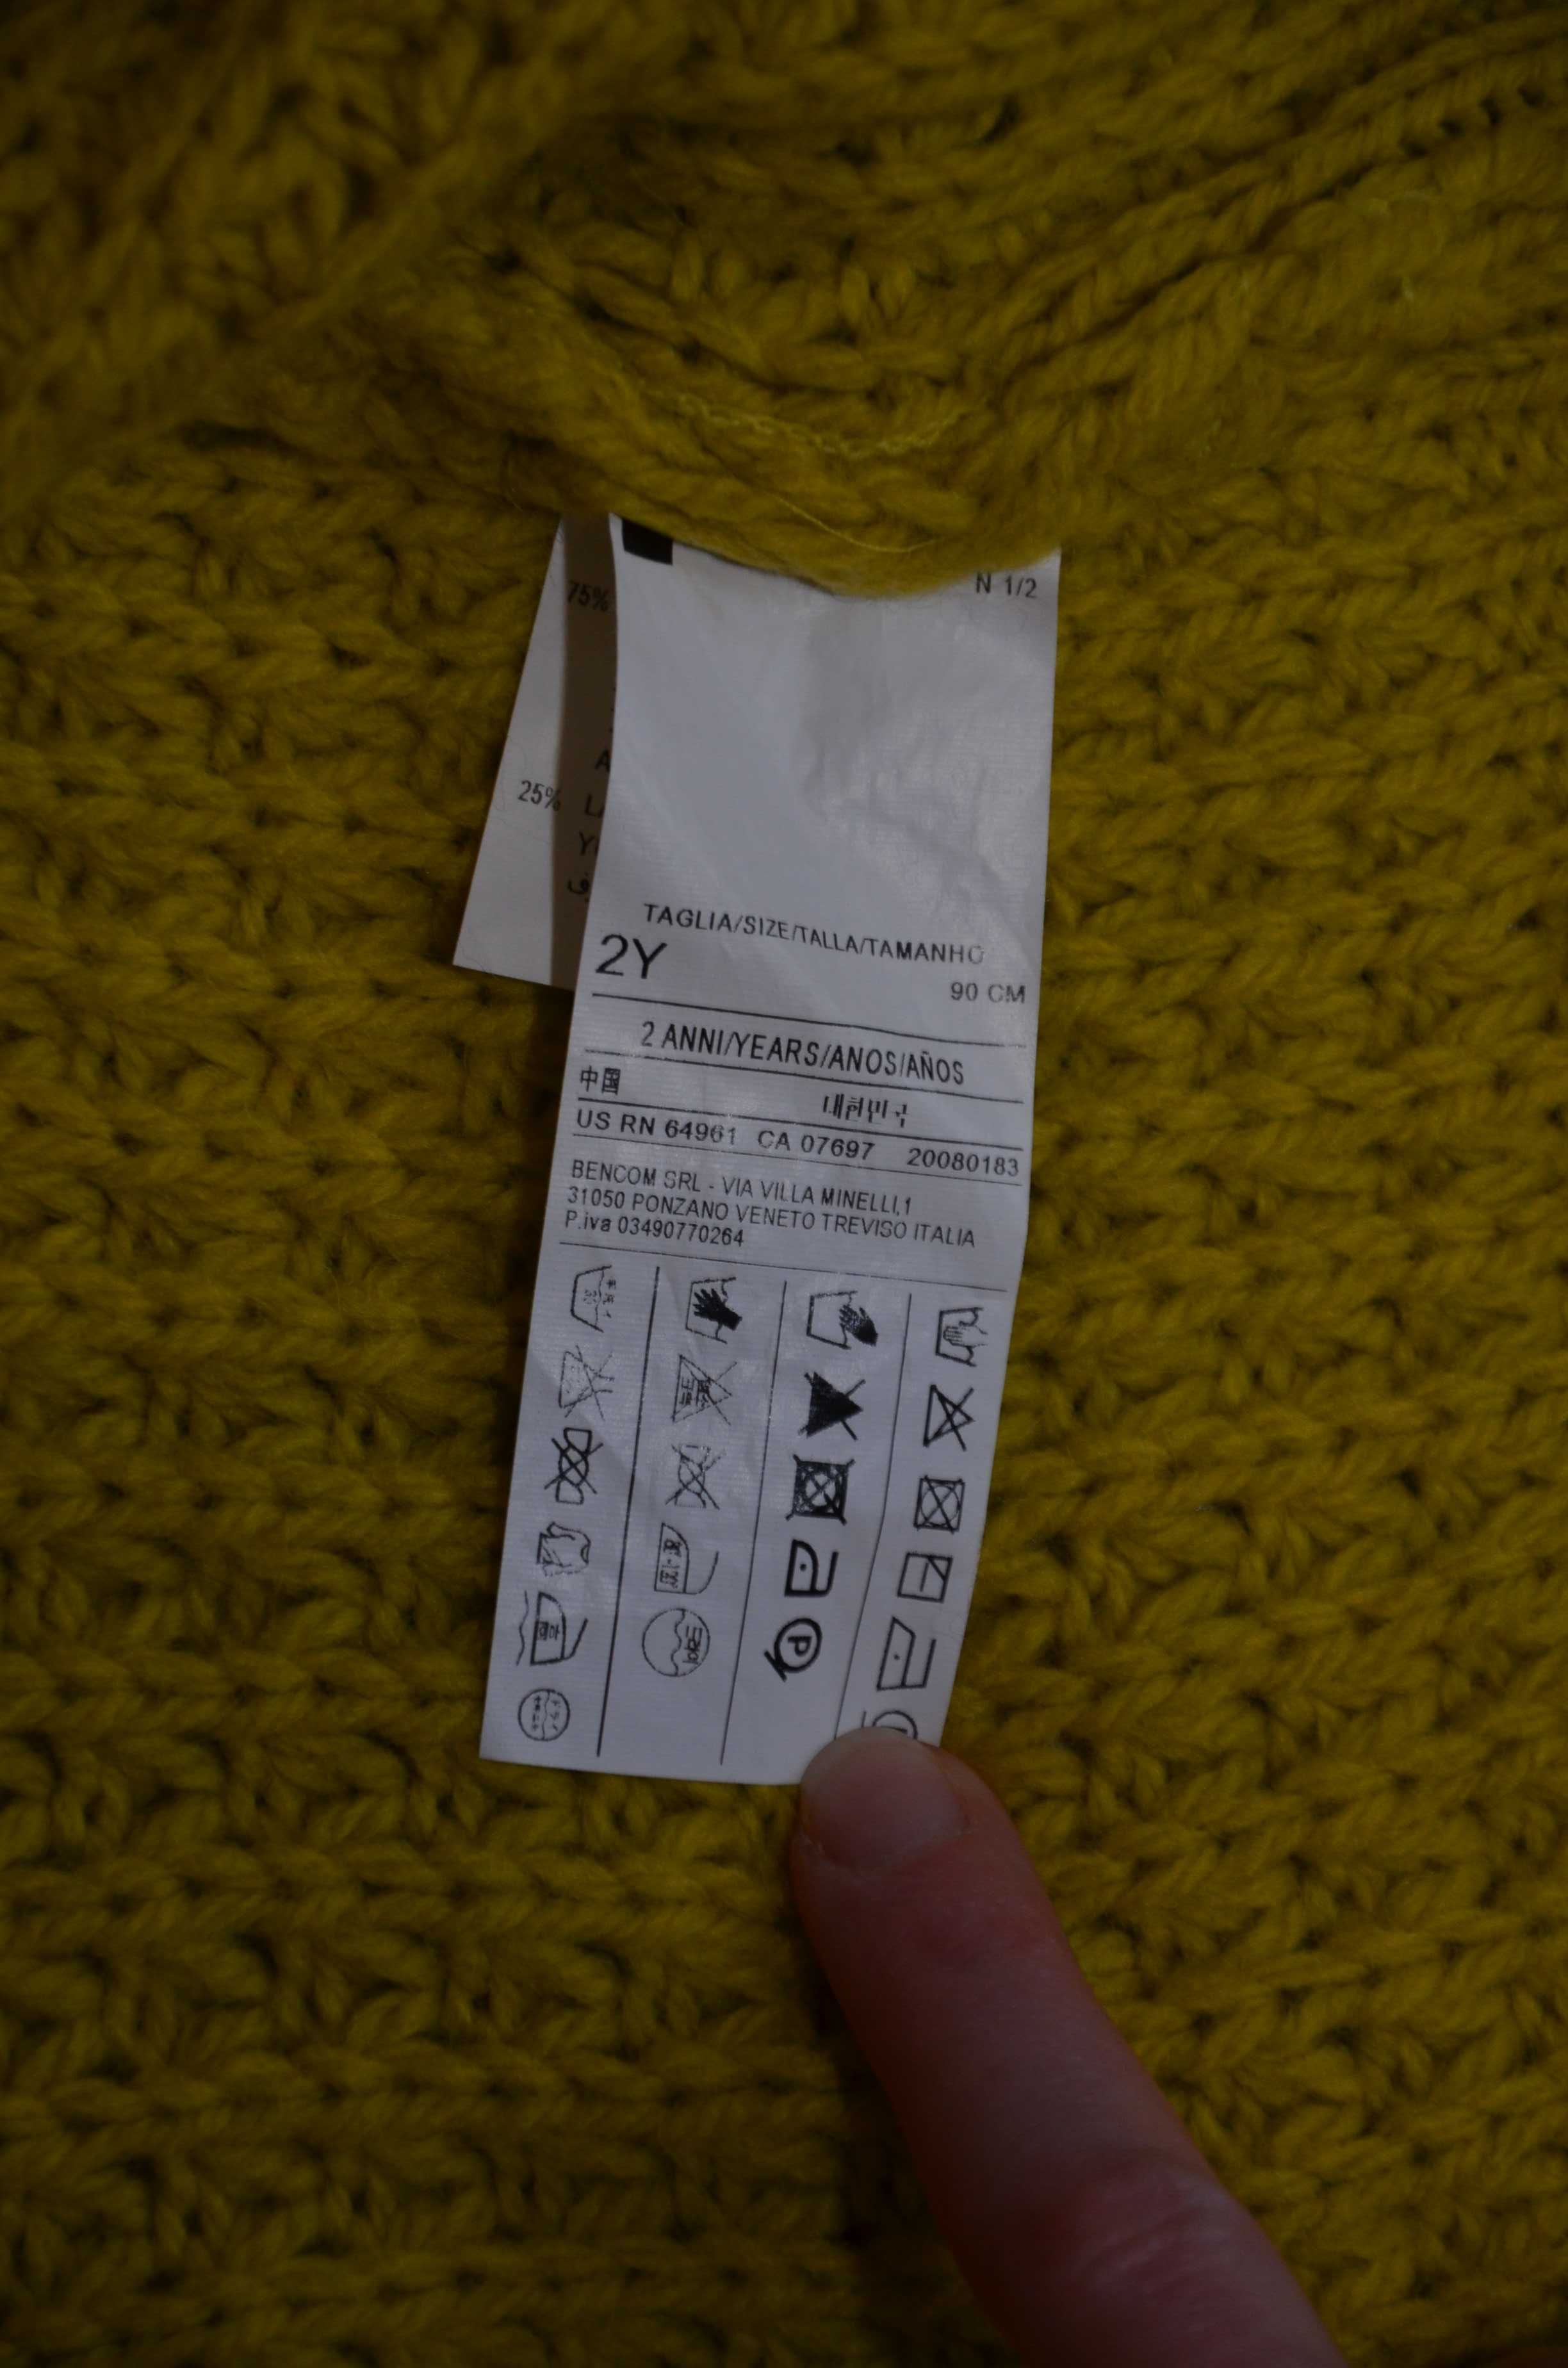 N 1/2
75%
25%
TAGLIA/SIZE/TALLA/TAMANHO
2Y
90 CM
2 ANNI/YEARS/ANOS/AÑOS
中国 대한민국
US RN 64961 CA 07697 20080183
BENCOM SRL - VIA VILLA MINELLI,1
31050 PONZANO VENETO TREVISO ITALIA
P.iva 03490770264
P